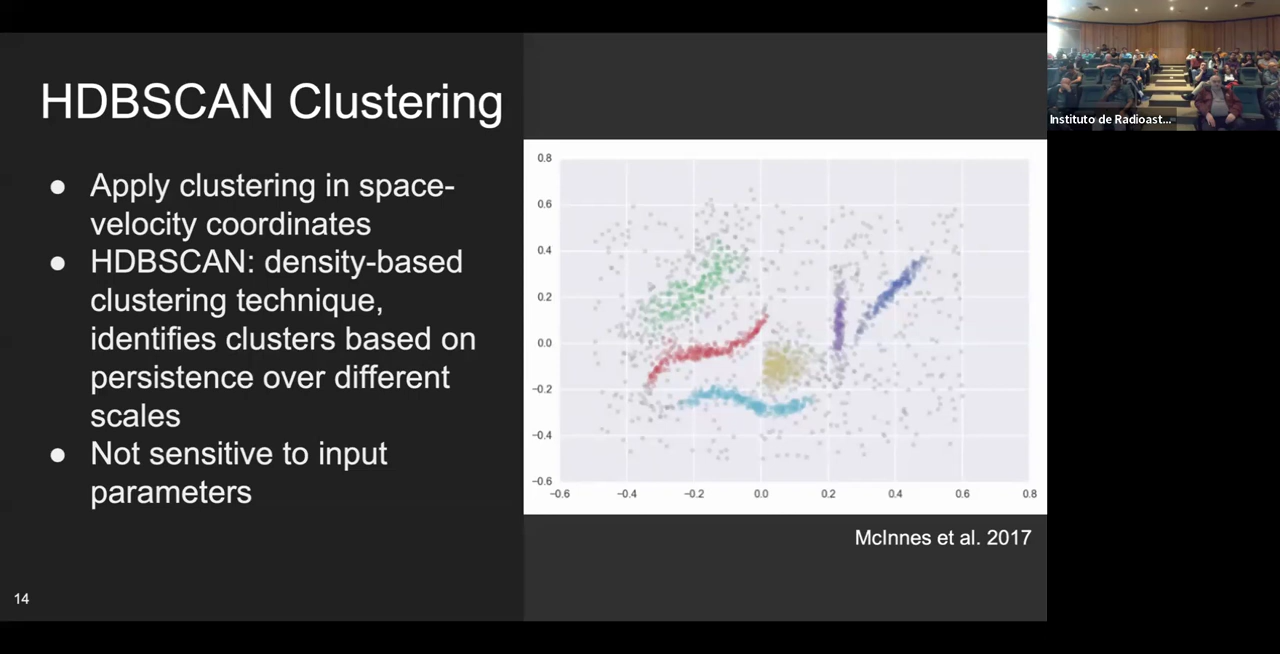 HDBSCAN Clustering
● Apply clustering in space-
velocity coordinates
● HDBSCAN: density-based
clustering technique,
identifies clusters based on
persistence over different
scales
● Not sensitive to input
parameters
14
0.8
0.6
0.4
0.2
0.0
−0.2
−0.4
−0.6
−0.6 −0.4 −0.2 0.0 0.2 0.4 0.6 0.8
McInnes et al. 2017
Instituto de Radioast...